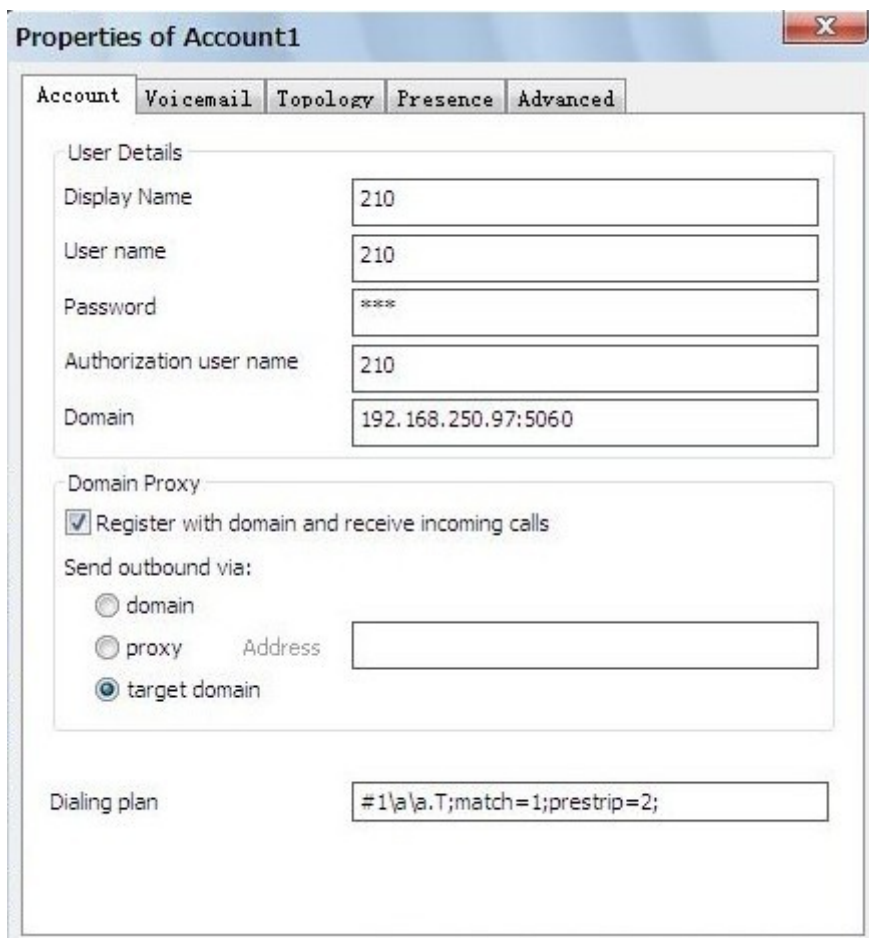 Properties of Account1
X
Account Voicemail Topology Presence Advanced
User Details
Display Name 210
User name 210
Password ***
Authorization user name 210
Domain 192.168.250.97:5060
Domain Proxy
Register with domain and receive incoming calls
Send outbound via:
domain
proxy Address
target domain
Dialing plan #1\a\a.T;match=1;prestrip=2;